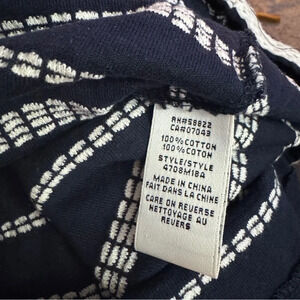 RN#58822
CA#07043
100% COTTON
100% COTON
STYLE/STYLE
4708M18A
MADE IN CHINA
FAIT DANS LA CHINE
CARE ON REVERSE
NETTOYAGE AU
REVERS